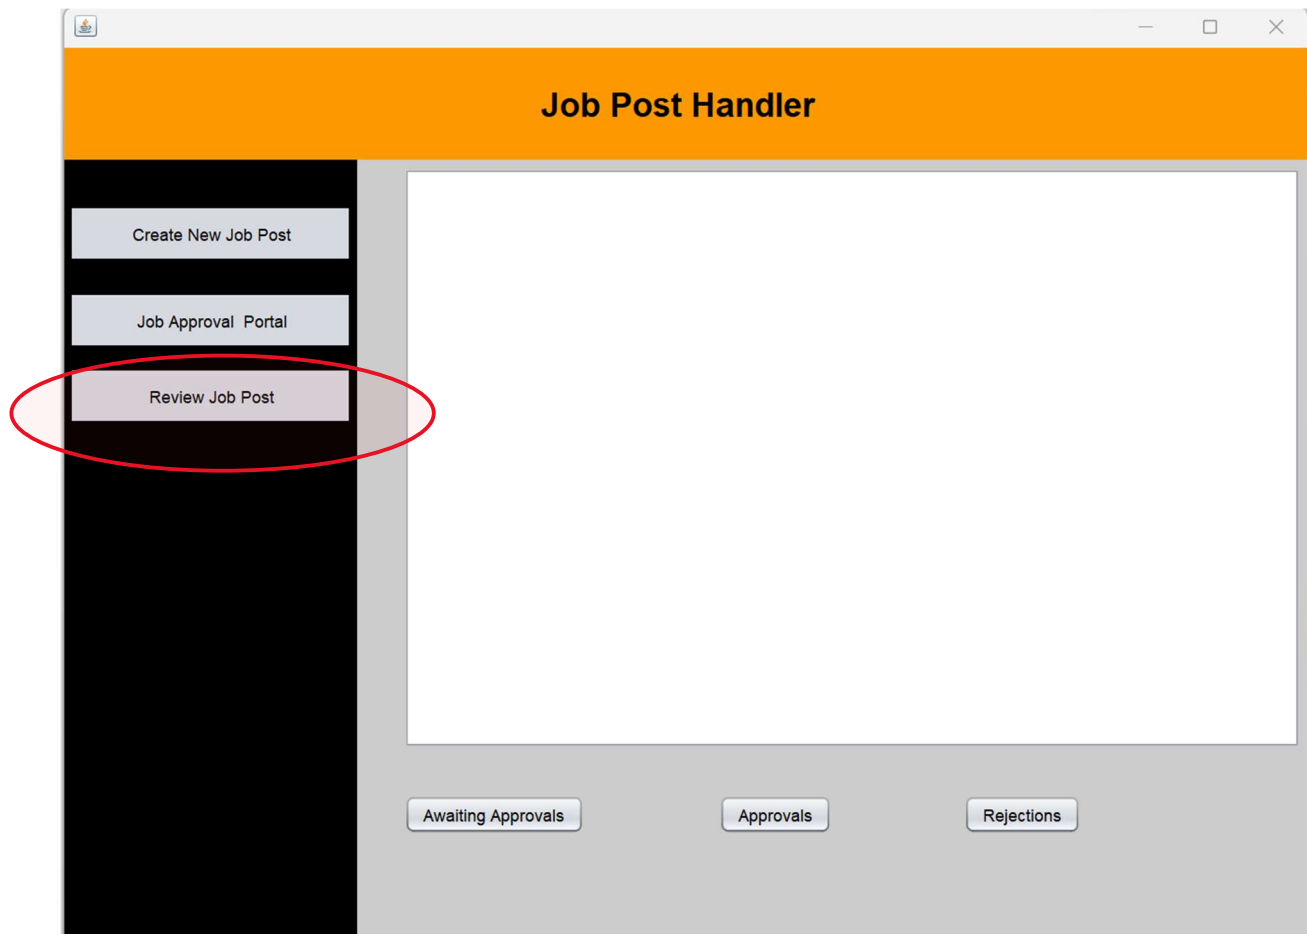 Job Post Handler
Create New Job Post
Job Approval  Portal
Review Job Post
Awaiting Approvals
Approvals
Rejections